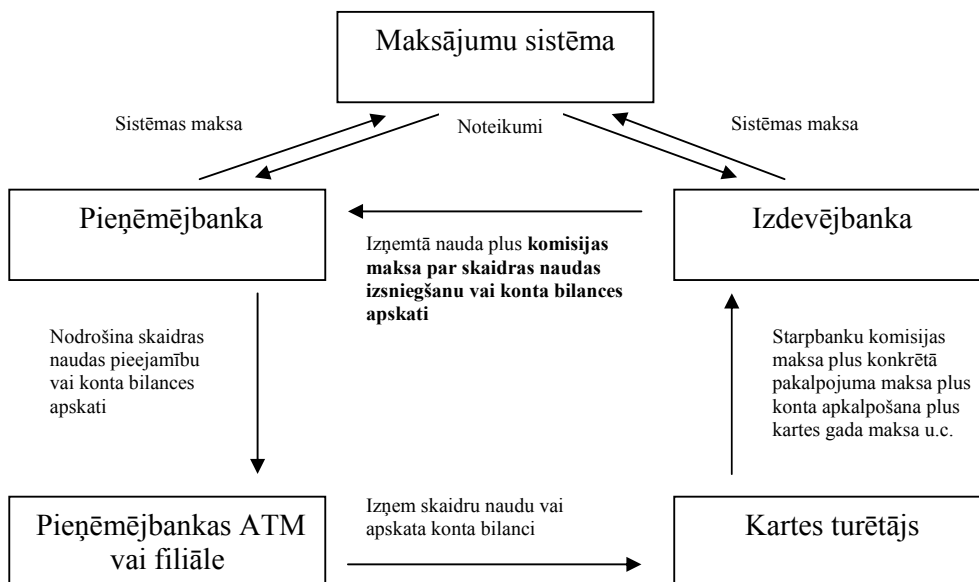 Maksājumu sistēma
Sistēmas maksa
Noteikumi
Sistēmas maksa
Pieņēmējbanka
Izdevējbanka
Izņemtā nauda plus komisijas
maksa par skaidras naudas
izsniegšanu vai konta bilances
apskati
Nodrošina skaidras
naudas pieejamību
vai konta bilances
apskati
Starpbanku komisijas
maksa plus konkrētā
pakalpojuma maksa plus
konta apkalpošana plus
kartes gada maksa u.c.
Pieņēmējbankas ATM
vai filiāle
Izņem skaidru naudu vai
apskata konta bilanci
Kartes turētājs